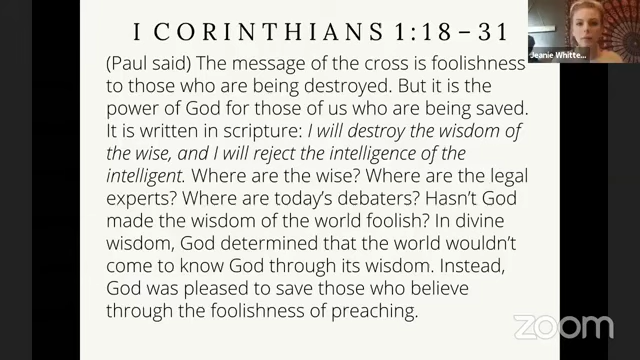 I CORINTHIANS 1:18–31
(Paul said) The message of the cross is foolishness
to those who are being destroyed. But it is the
power of God for those of us who are being saved.
It is written in scripture: I will destroy the wisdom of
the wise, and I will reject the intelligence of the
intelligent. Where are the wise? Where are the legal
experts? Where are today's debaters? Hasn't God
made the wisdom of the world foolish? In divine
wisdom, God determined that the world wouldn't
come to know God through its wisdom. Instead,
God was pleased to save those who believe
through the foolishness of preaching.
Jeanie Whitte...
zoom